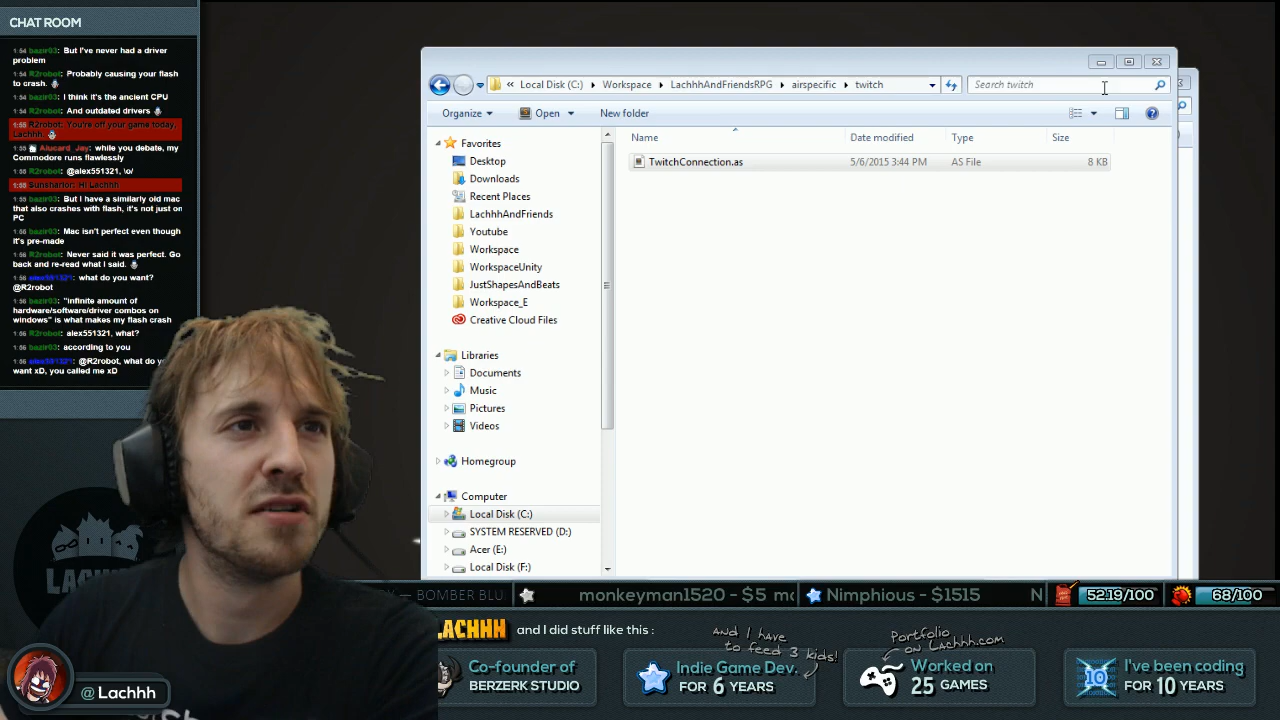 CHAT ROOM
1:54 bazir03: But I've never had a driver
problem
1:54 R2robot: Probably causing your flash
to crash.
1:54 bazir03: I think it's the ancient CPU
1:54 R2robot: And outdated drivers
1:55 R2robot: You're off your game today,
Lachhh.
1:55 Alucard_Jay: while you debate, my
Commodore runs flawlessly
1:55 R2robot: @alex551321, \o/
1:55 Sunsharior: Hi Lachhh
1:55 bazir03: But I have a similarly old mac
that also crashes with flash, it's not just on
PC
1:56 bazir03: Mac isn't perfect even though
it's pre-made
1:56 R2robot: Never said it was perfect. Go
back and re-read what I said.
1:56 alex551321: what do you want?
@R2robot
1:56 bazir03: "infinite amount of
hardware/software/driver combos on
windows" is what makes my flash crash
1:56 R2robot: alex551321, what?
1:56 bazir03: according to you
1:56 alex551321: @R2robot, what do
want xD, you called me xD
« Local Disk (C:) Workspace LachhhAndFriendsRPG airspecific twitch
Search twitch
Organize Open New folder
Name Date modified Type Size
TwitchConnection.as 5/6/2015 3:44 PM AS File 8 KB
Favorites
Desktop
Downloads
Recent Places
LachhhAndFriends
Youtube
Workspace
WorkspaceUnity
JustShapesAndBeats
Workspace_E
Creative Cloud Files
Libraries
Documents
Music
Pictures
Videos
Homegroup
Computer
Local Disk (C:)
SYSTEM RESERVED (D:)
Acer (E:)
Local Disk (F:)
— BOMBER BLU monkeyman1520 - $5 mo Nimphious - $1515 N 52.19/100 68/100
LACHHH and I did stuff like this :
And I have
to feed 3 kids!
Portfolio
on Lachhh.com
Co-founder of
BERZERK STUDIO
Indie Game Dev.
FOR 6 YEARS
Worked on
25 GAMES
10
I've been coding
FOR 10 YEARS
LACH
@Lachhh